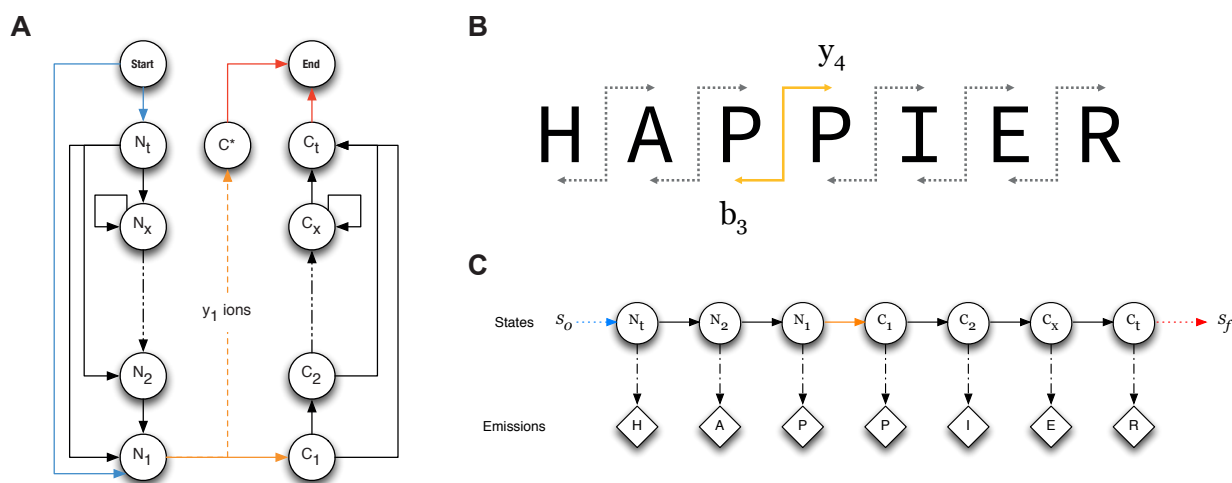 A
Start
End
Nt
C*
Ct
Nx
Cx
y1 ions
N2
C2
N1
C1
B
y4
H A P P I E R
b3
C
States so Nt N2 N1 C1 C2 Cx Ct sf
Emissions H A P P I E R